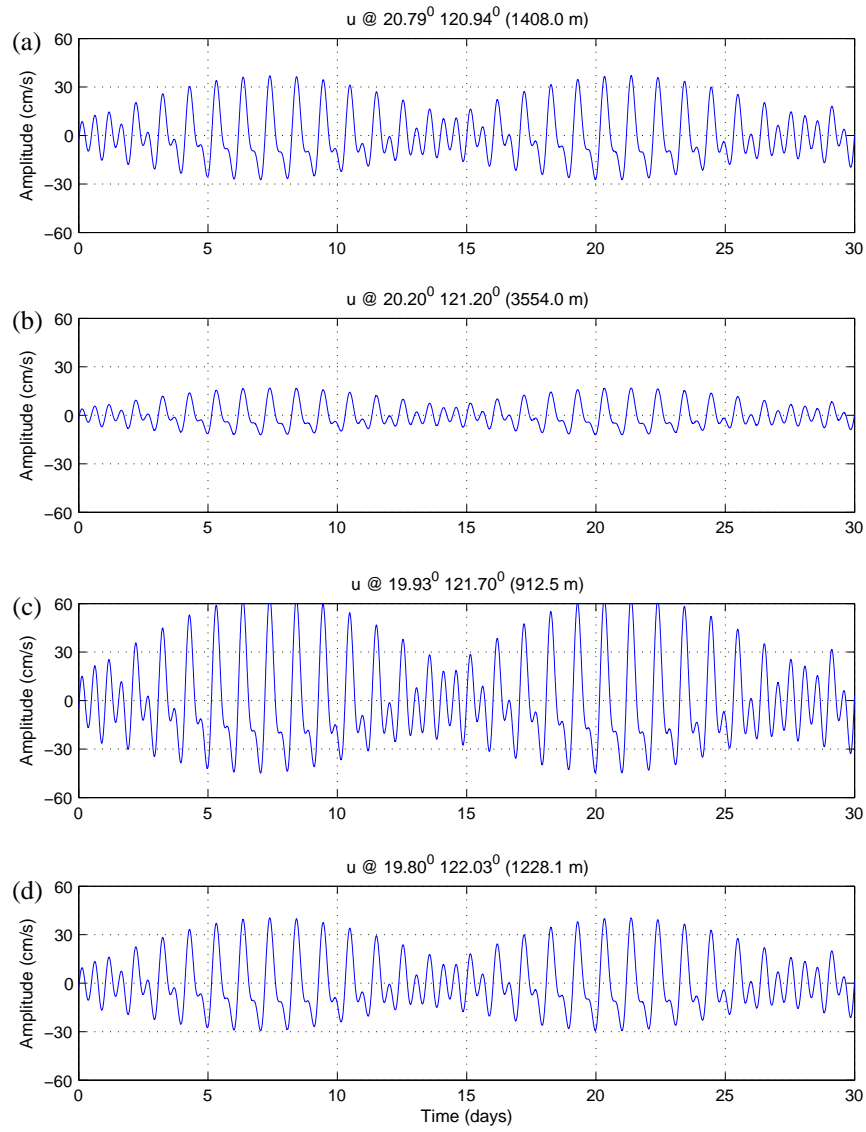 u @ 20.79⁰ 120.94⁰ (1408.0 m)
(a)
60
30
0
−30
−60
Amplitude (cm/s)
0 5 10 15 20 25 30
u @ 20.20⁰ 121.20⁰ (3554.0 m)
(b)
60
30
0
−30
−60
Amplitude (cm/s)
0 5 10 15 20 25 30
u @ 19.93⁰ 121.70⁰ (912.5 m)
(c)
60
30
0
−30
−60
Amplitude (cm/s)
0 5 10 15 20 25 30
u @ 19.80⁰ 122.03⁰ (1228.1 m)
(d)
60
30
0
−30
−60
Amplitude (cm/s)
0 5 10 15 20 25 30
Time (days)